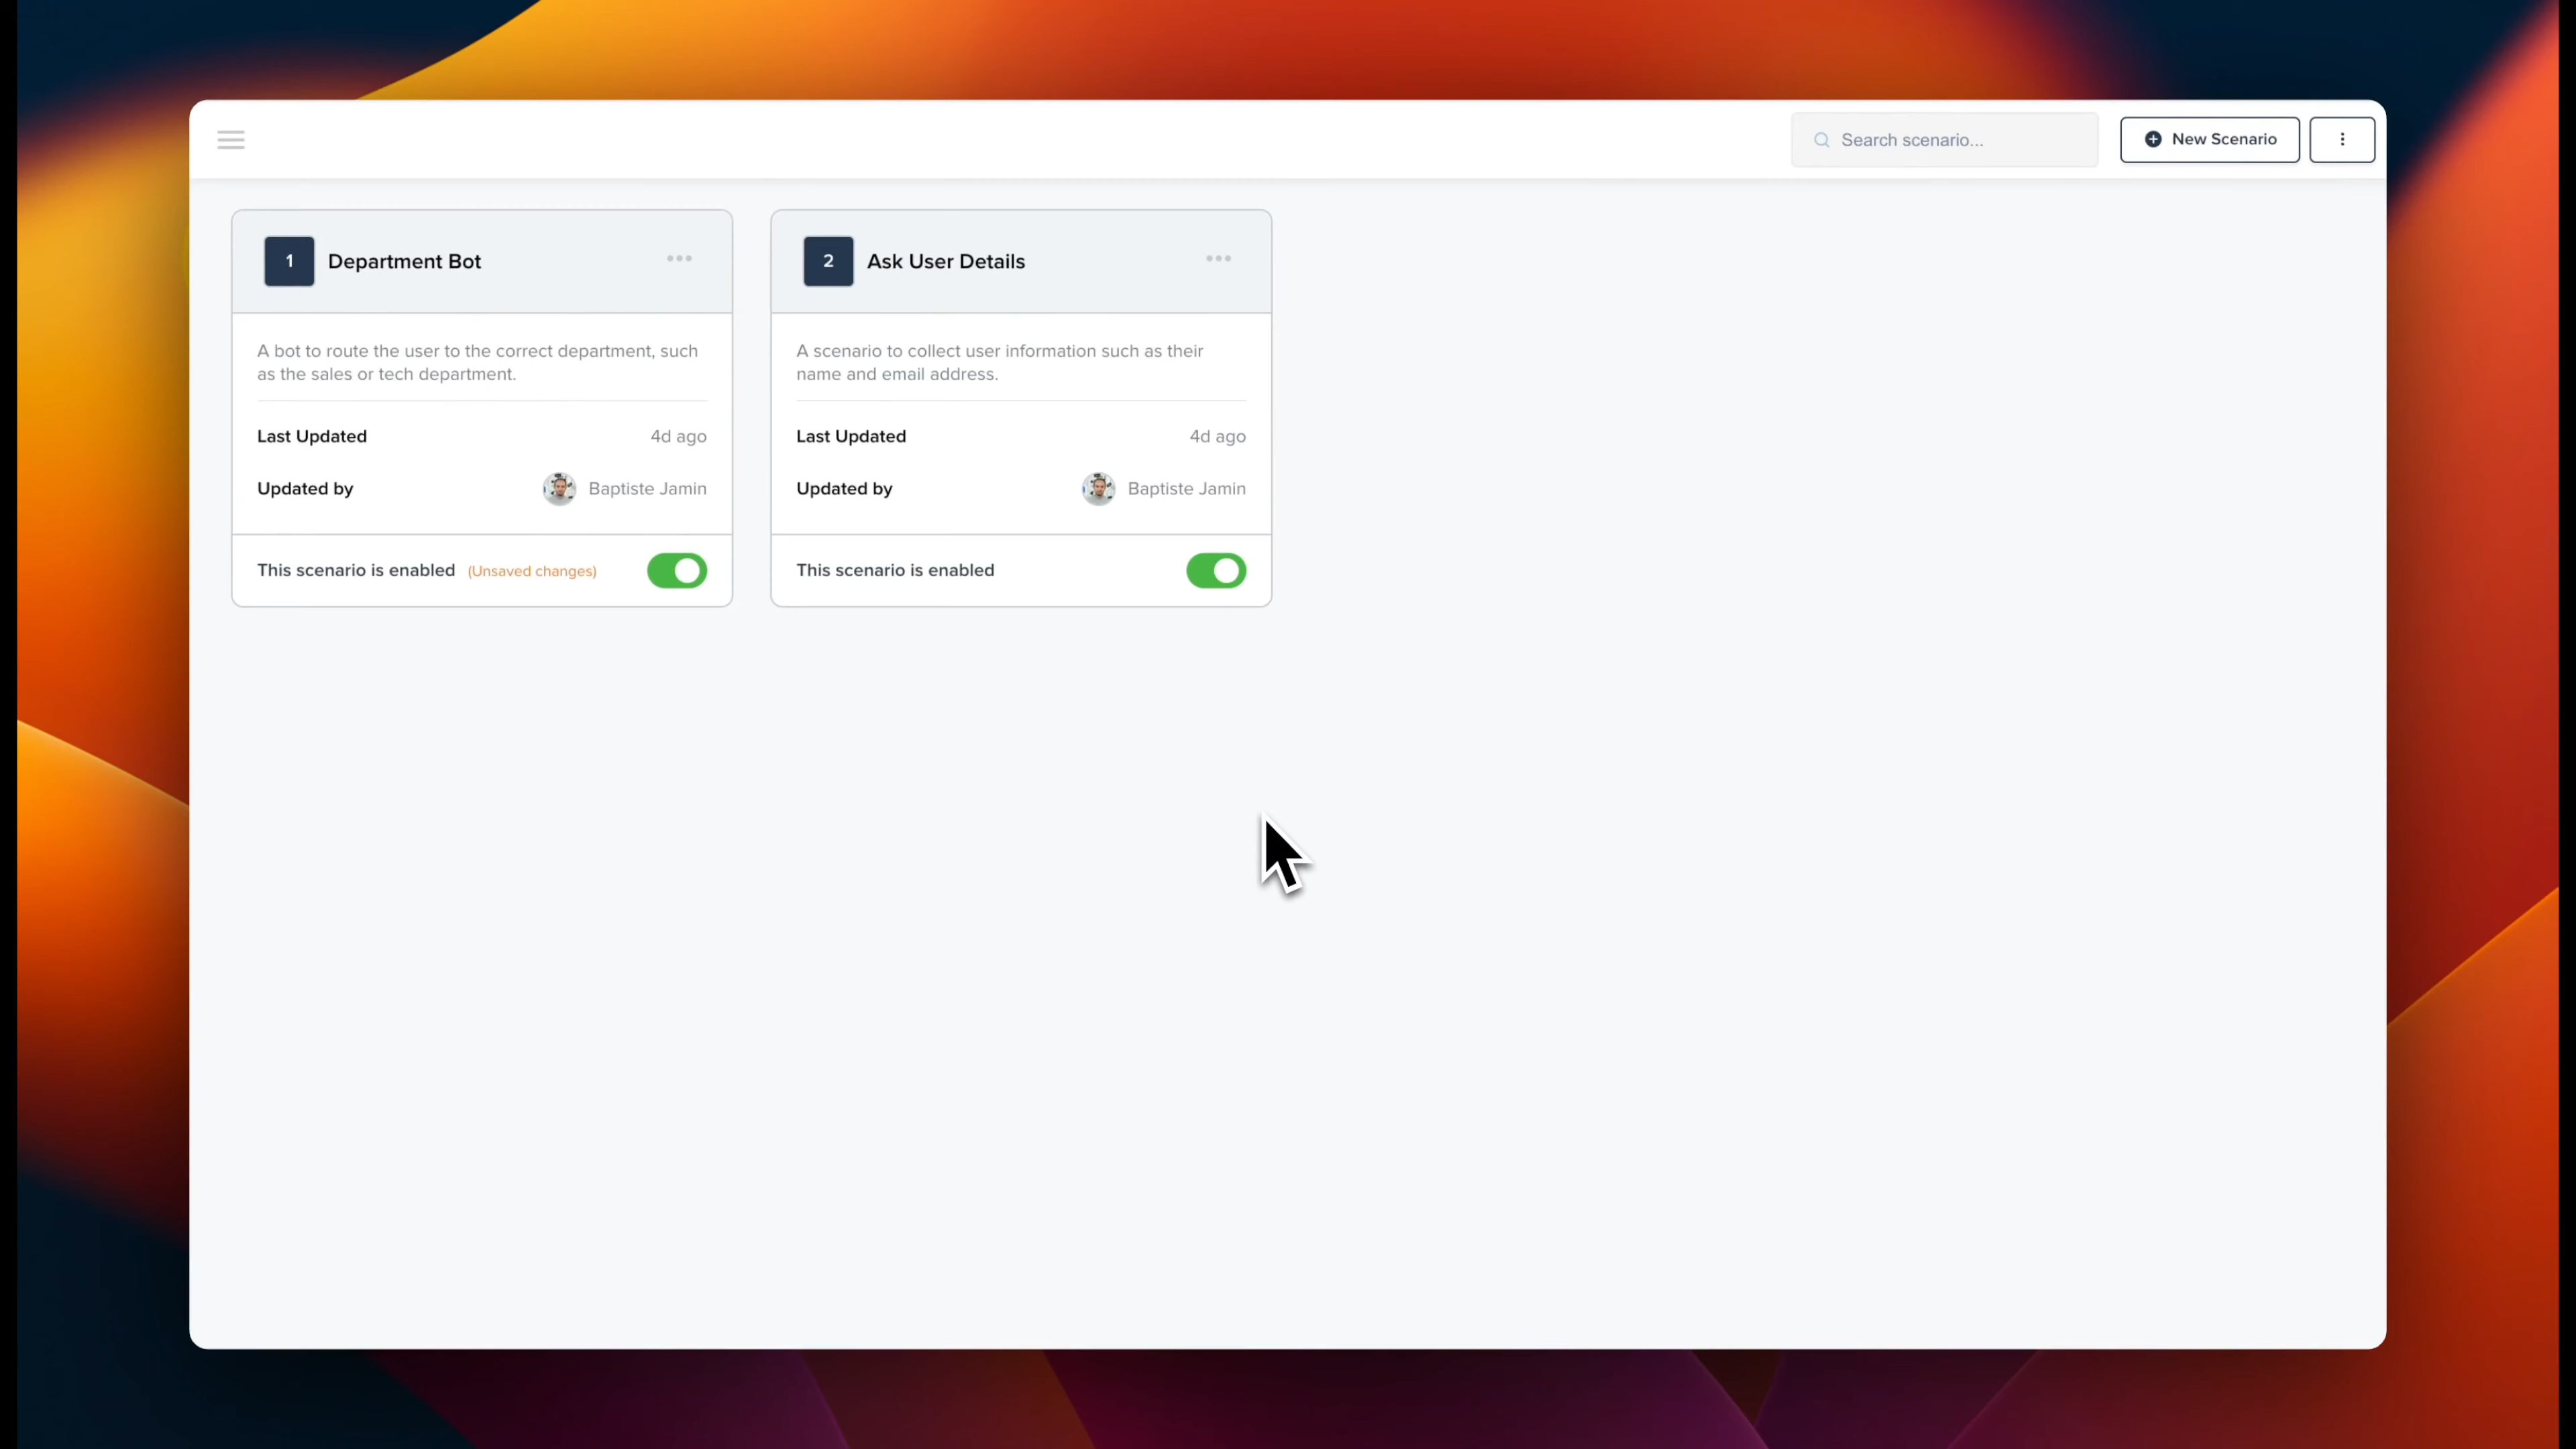 Search scenario...
New Scenario
1
Department Bot
A bot to route the user to the correct department, such
as the sales or tech department.
Last Updated
4d ago
Updated by
Baptiste Jamin
This scenario is enabled (Unsaved changes)
2
Ask User Details
A scenario to collect user information such as their
name and email address.
Last Updated
4d ago
Updated by
Baptiste Jamin
This scenario is enabled